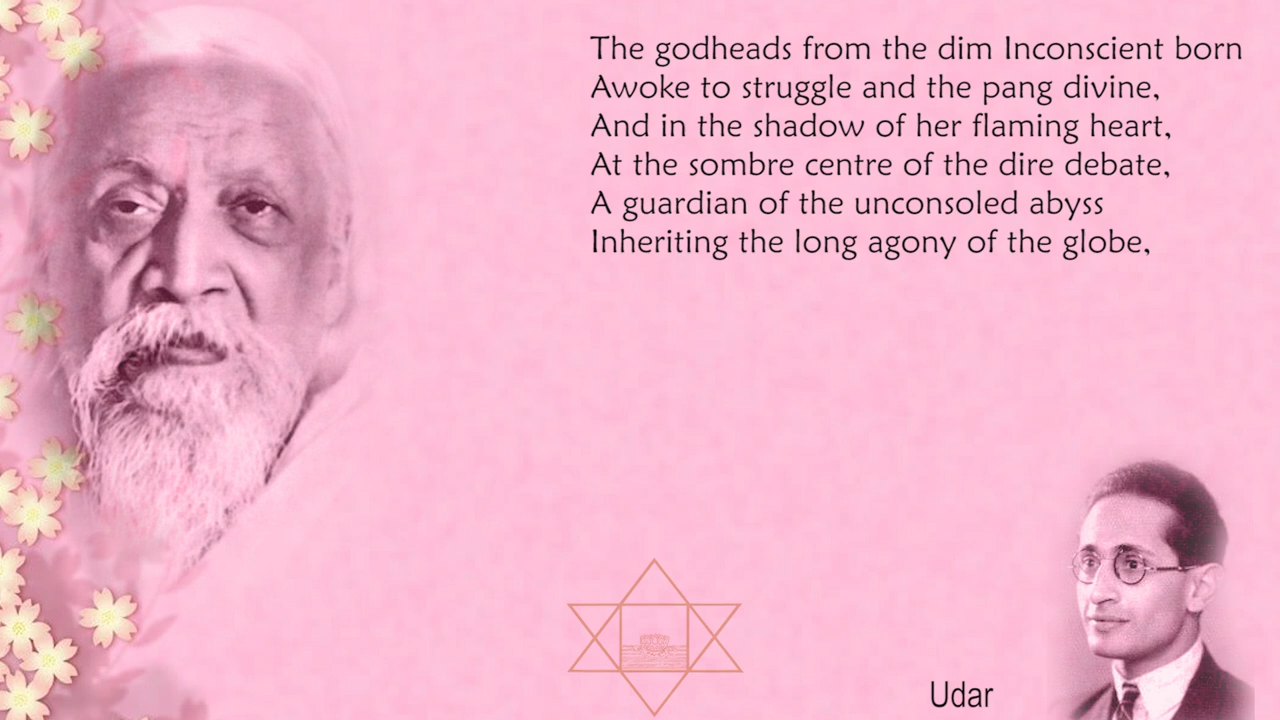 The godheads from the dim Inconscient born
Awoke to struggle and the pang divine,
And in the shadow of her flaming heart,
At the sombre centre of the dire debate,
A guardian of the unconsoled abyss
Inheriting the long agony of the globe,
Udar